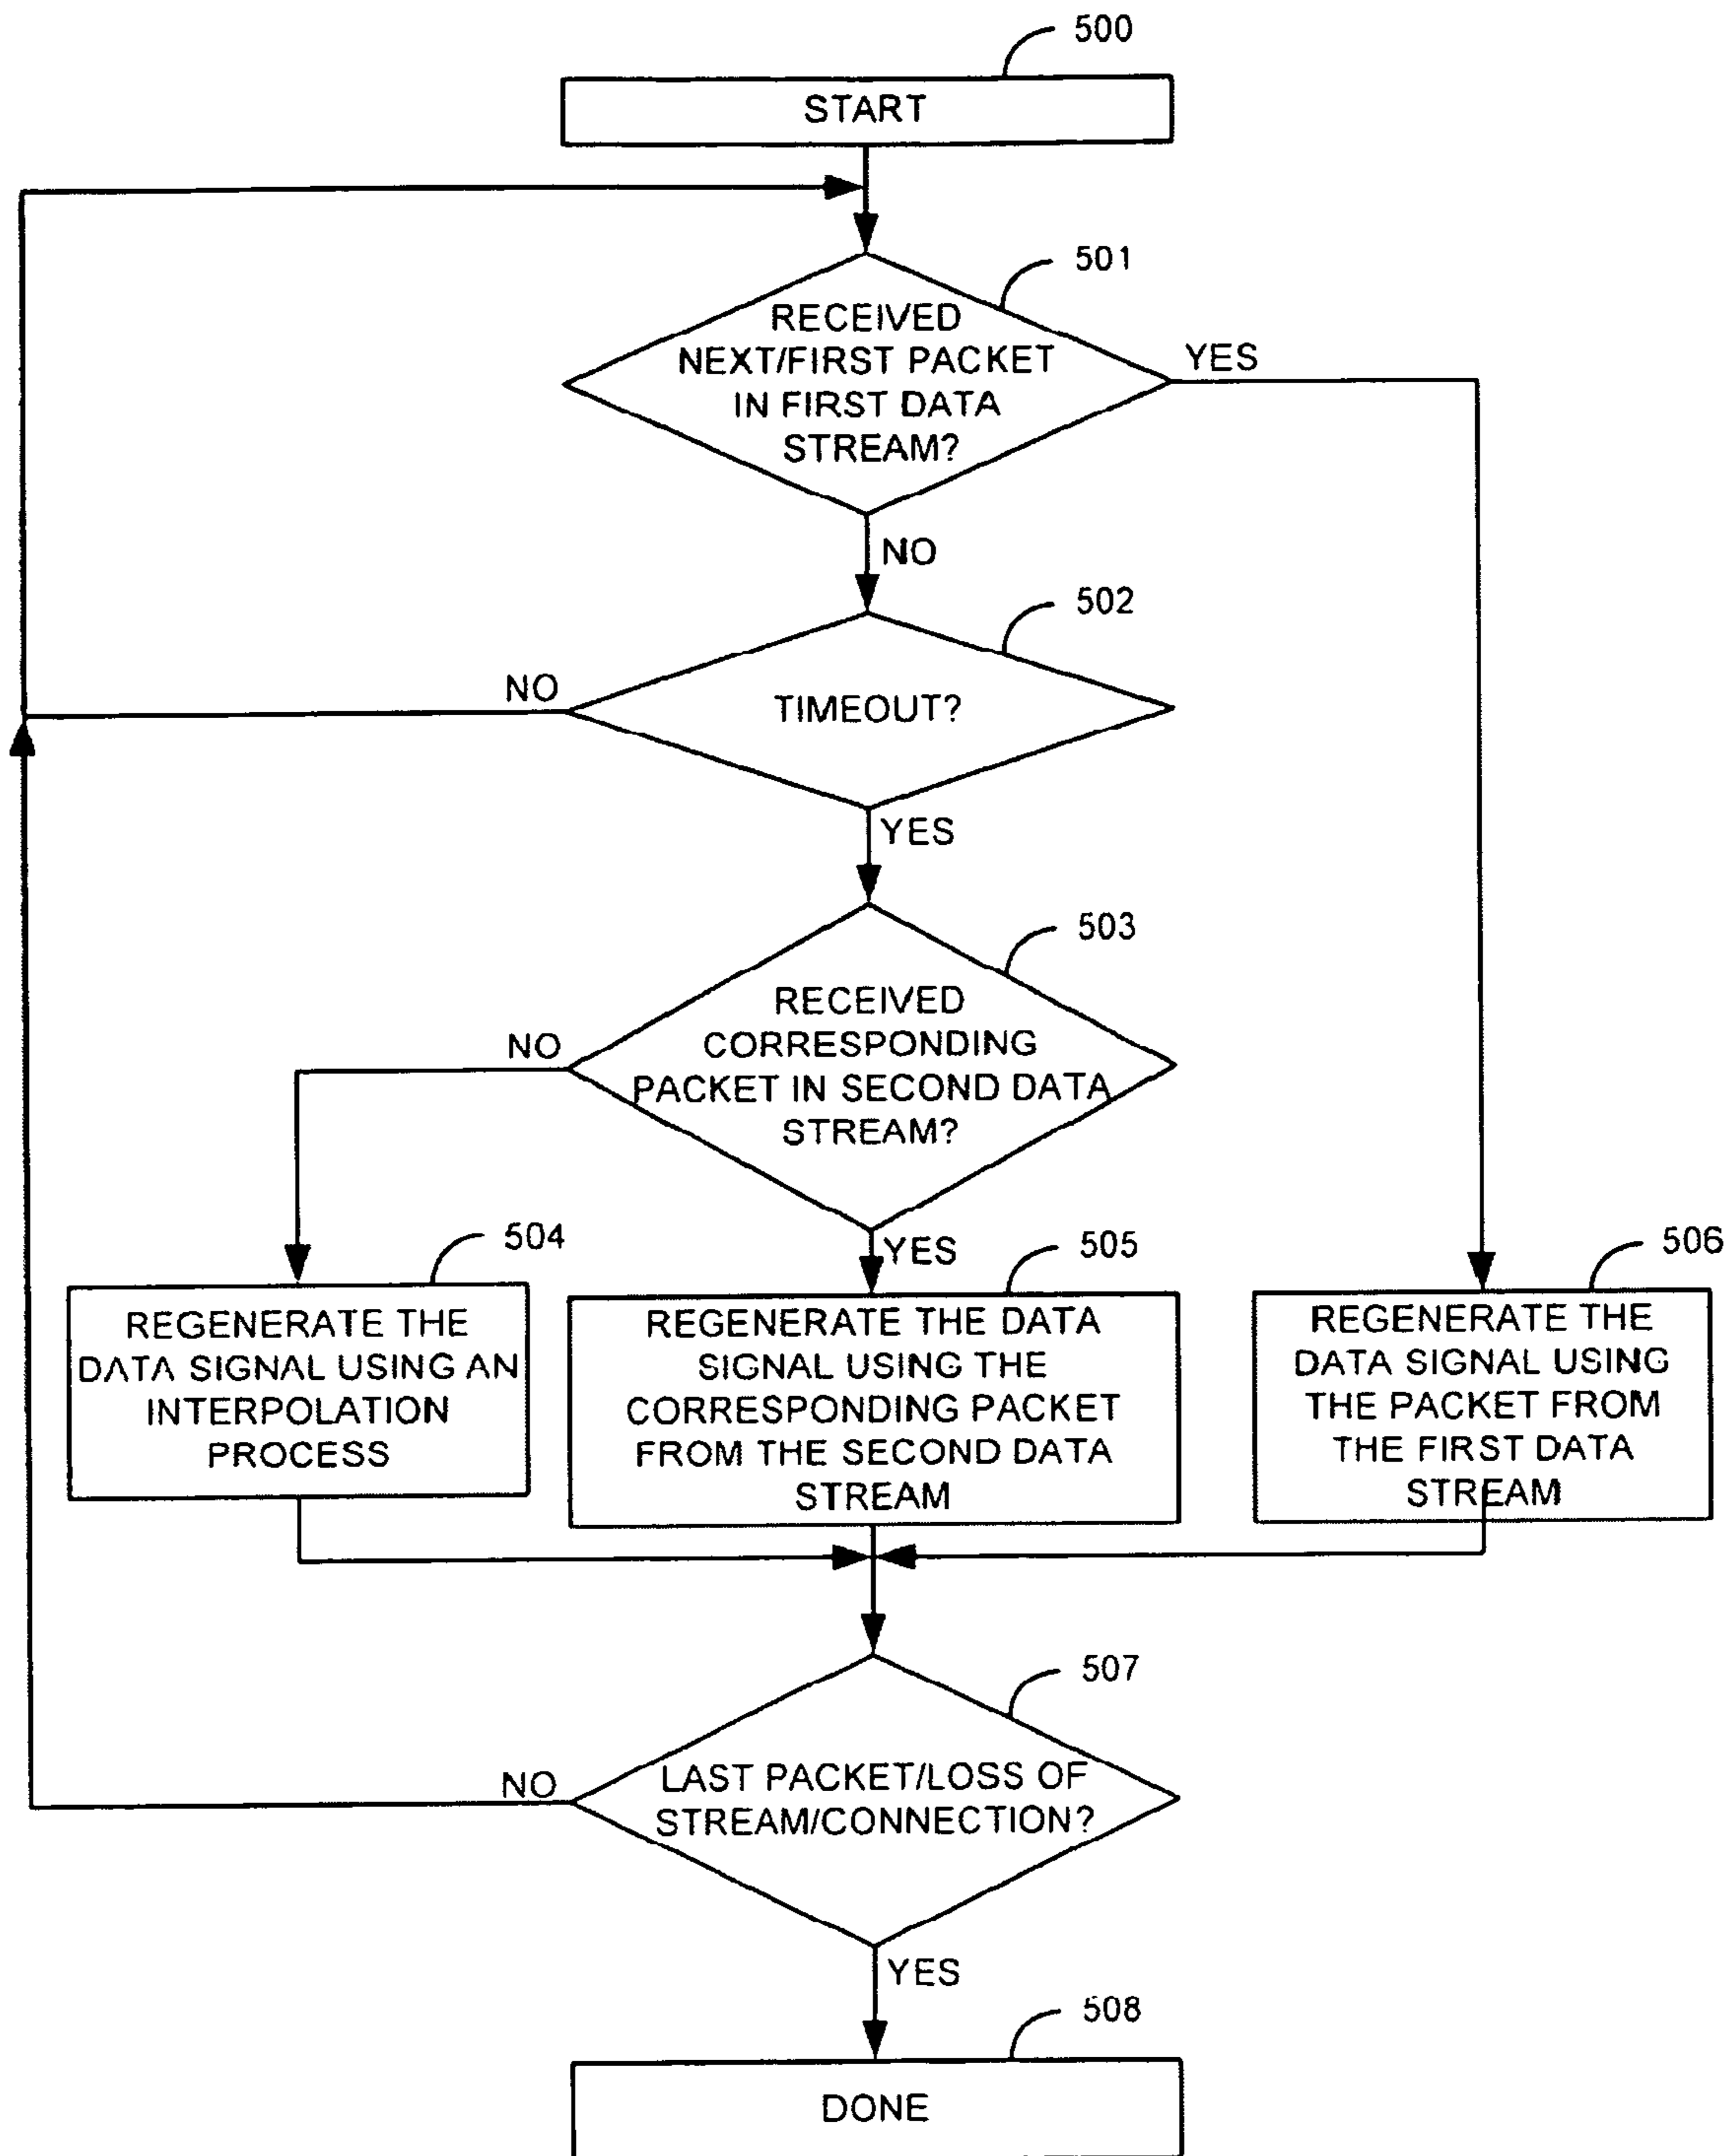 500
START
501
RECEIVED
NEXT/FIRST PACKET
IN FIRST DATA
STREAM?
YES
NO
502
TIMEOUT?
NO
YES
503
RECEIVED
CORRESPONDING
PACKET IN SECOND DATA
STREAM?
NO
YES
504
REGENERATE THE
DATA SIGNAL USING AN
INTERPOLATION
PROCESS
505
REGENERATE THE DATA
SIGNAL USING THE
CORRESPONDING PACKET
FROM THE SECOND DATA
STREAM
506
REGENERATE THE
DATA SIGNAL USING
THE PACKET FROM
THE FIRST DATA
STREAM
507
LAST PACKET/LOSS OF
STREAM/CONNECTION?
NO
YES
508
DONE